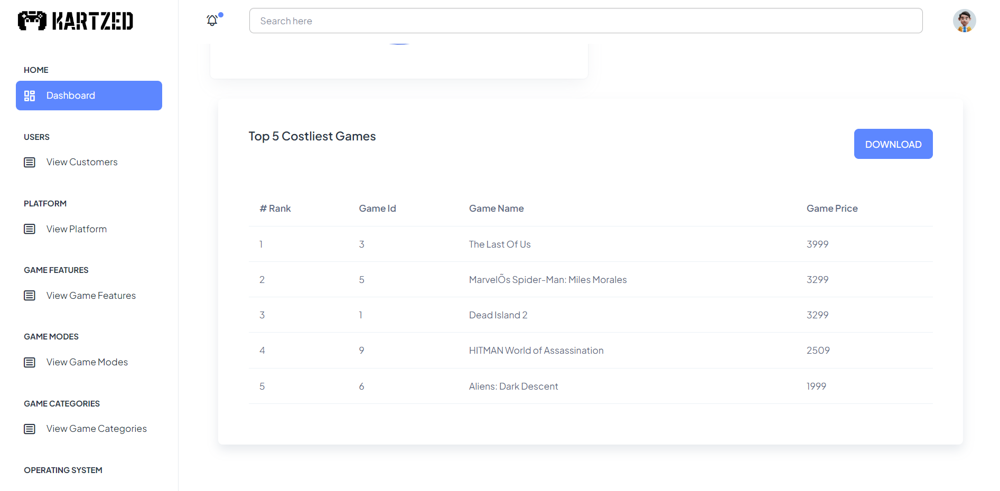 KARTZED
Search here
HOME
Dashboard
USERS
View Customers
PLATFORM
View Platform
GAME FEATURES
View Game Features
GAME MODES
View Game Modes
GAME CATEGORIES
View Game Categories
OPERATING SYSTEM
Top 5 Costliest Games
DOWNLOAD
# Rank Game Id Game Name Game Price
1 3 The Last Of Us 3999
2 5 MarvelÕs Spider-Man: Miles Morales 3299
3 1 Dead Island 2 3299
4 9 HITMAN World of Assassination 2509
5 6 Aliens: Dark Descent 1999